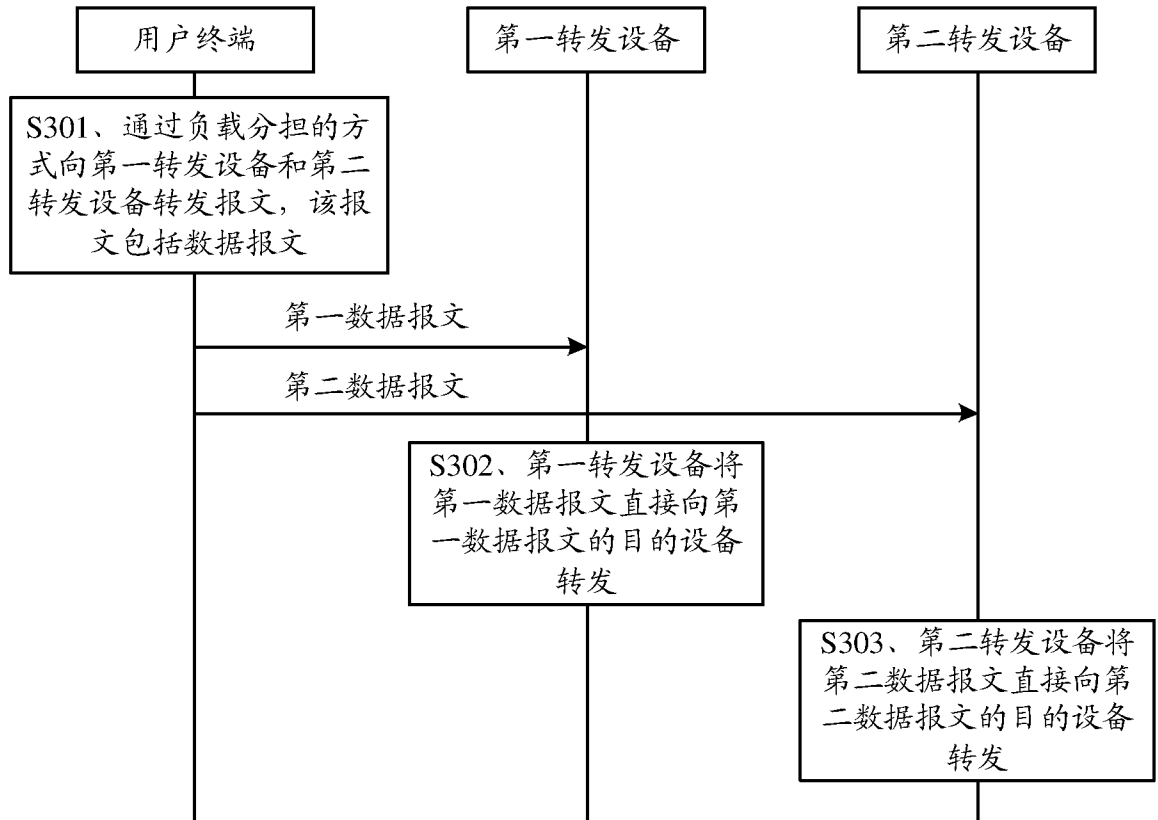 用户终端
第一转发设备
第二转发设备
S301、通过负载分担的方
式向第一转发设备和第二
转发设备转发报文，该报
文包括数据报文
第一数据报文
第二数据报文
S302、第一转发设备将
第一数据报文直接向第
一数据报文的目的设备
转发
S303、第二转发设备将
第二数据报文直接向第
二数据报文的目的设备
转发